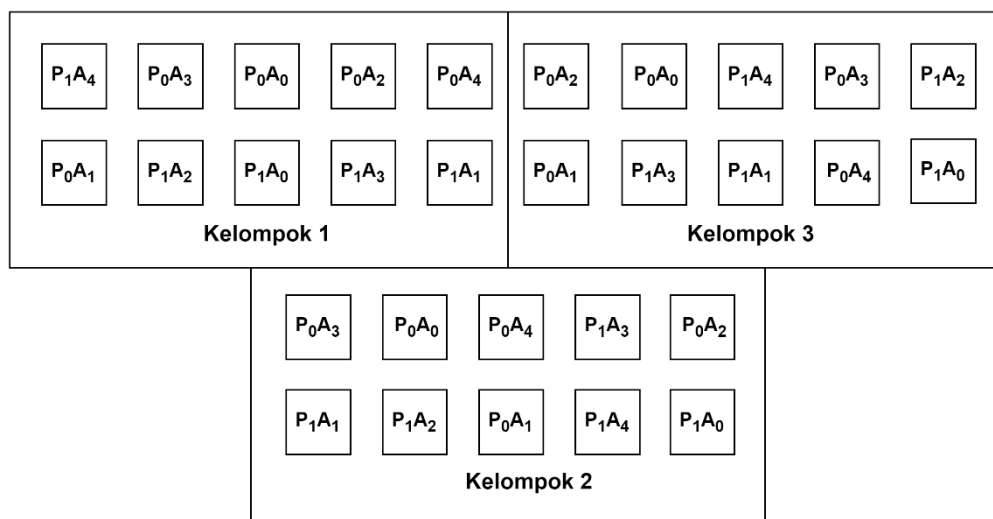 P₁A₄ P₀A₃ P₀A₀ P₀A₂ P₀A₄
P₀A₁ P₁A₂ P₁A₀ P₁A₃ P₁A₁
Kelompok 1
P₀A₂ P₀A₀ P₁A₄ P₀A₃ P₁A₂
P₀A₁ P₁A₃ P₁A₁ P₀A₄ P₁A₀
Kelompok 3
P₀A₃ P₀A₀ P₀A₄ P₁A₃ P₀A₂
P₁A₁ P₁A₂ P₀A₁ P₁A₄ P₁A₀
Kelompok 2